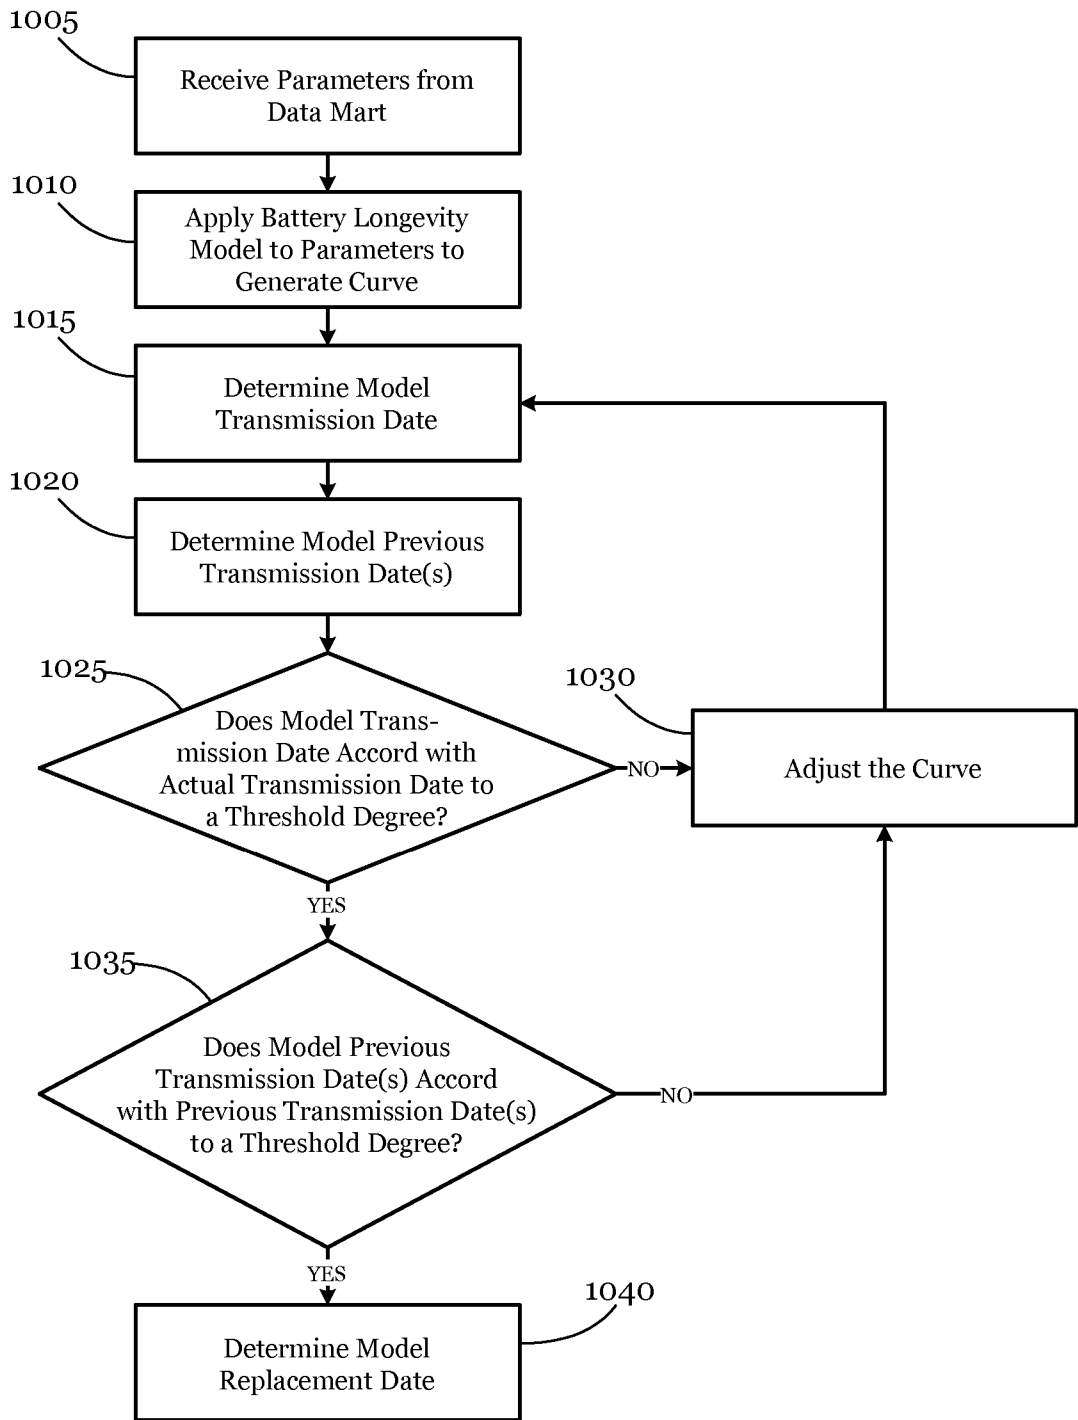 1005
Receive Parameters from
Data Mart
1010
Apply Battery Longevity
Model to Parameters to
Generate Curve
1015
Determine Model
Transmission Date
1020
Determine Model Previous
Transmission Date(s)
1025
Does Model Trans-
mission Date Accord with
Actual Transmission Date to
a Threshold Degree?
NO
1030
Adjust the Curve
YES
1035
Does Model Previous
Transmission Date(s) Accord
with Previous Transmission Date(s)
to a Threshold Degree?
NO
YES
1040
Determine Model
Replacement Date